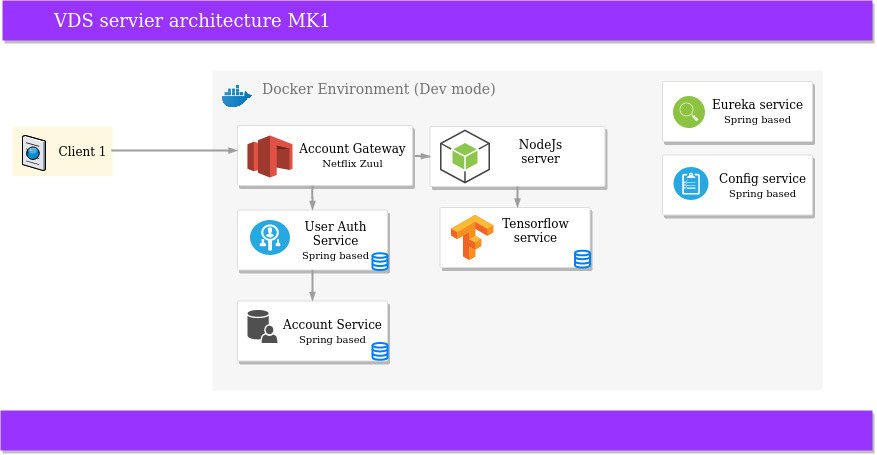 VDS servier architecture MK1
Docker Environment (Dev mode)
Client 1
Account Gateway
Netflix Zuul
NodeJs
server
Eureka service
Spring based
Config service
Spring based
User Auth
Service
Spring based
Tensorflow
service
Account Service
Spring based